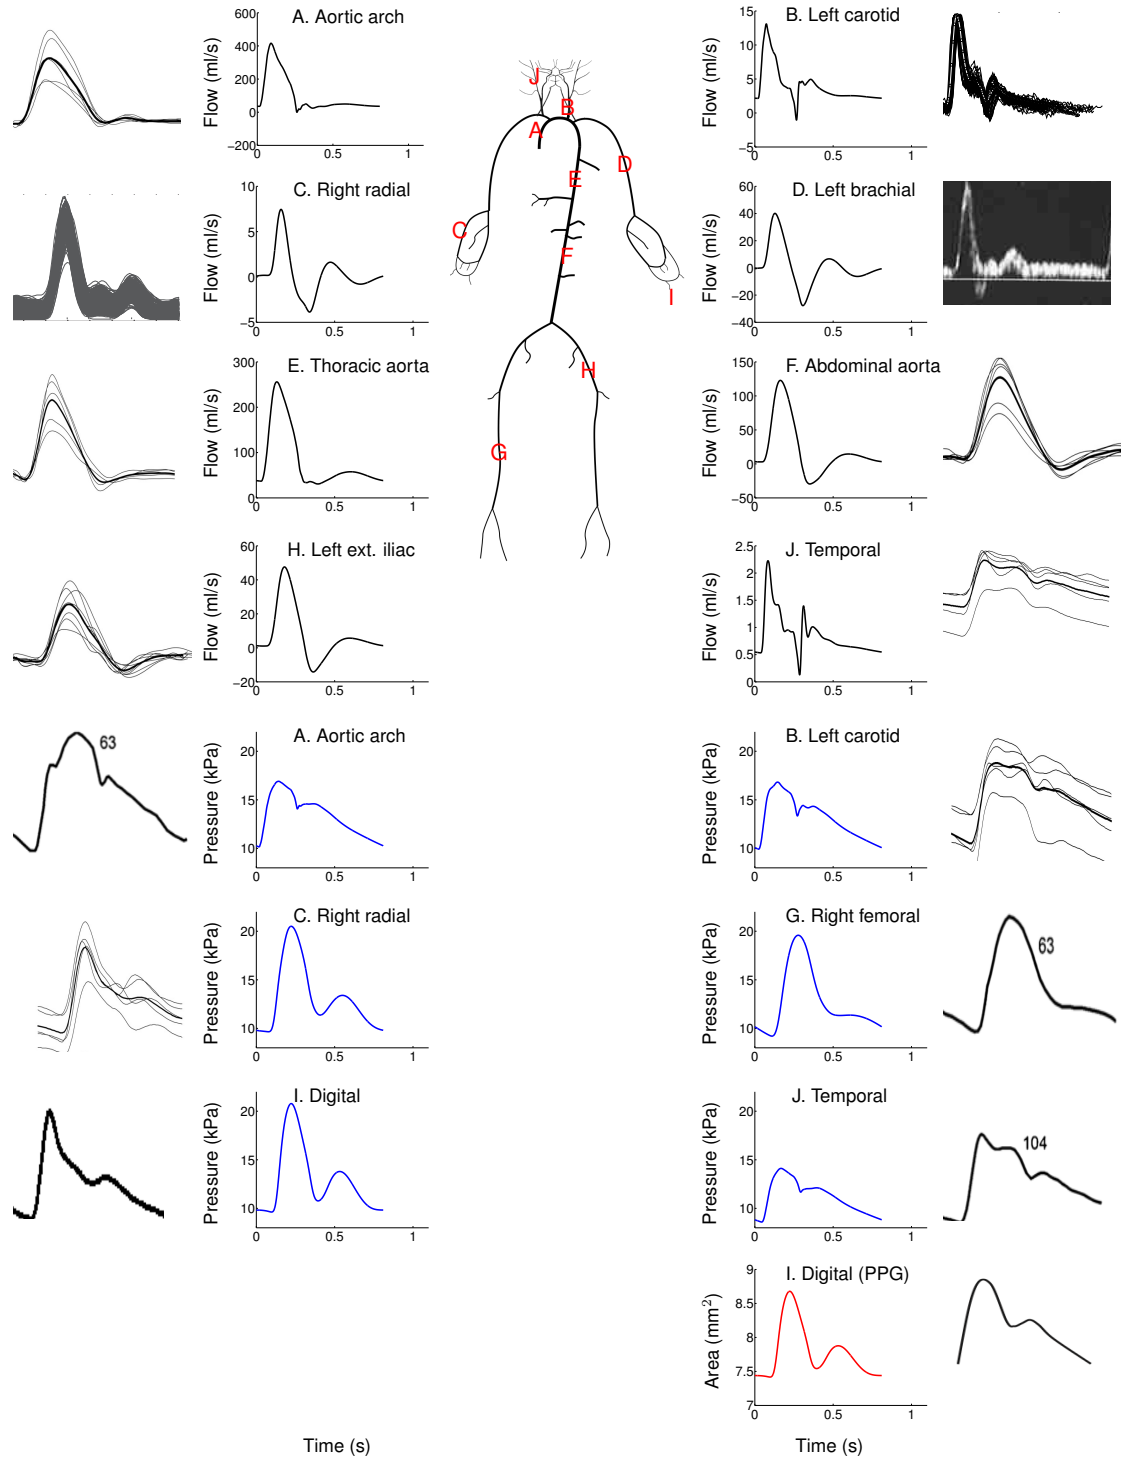 A. Aortic arch
Flow (ml/s)
600
400
200
0
-200
0
0.5
1
B. Left carotid
Flow (ml/s)
15
10
5
0
-5
0
0.5
1
J
B
A
D
E
C
F
I
H
G
C. Right radial
Flow (ml/s)
10
5
0
-5
0
0.5
1
D. Left brachial
Flow (ml/s)
60
40
20
0
-20
-40
0
0.5
1
E. Thoracic aorta
Flow (ml/s)
300
200
100
0
0
0.5
1
F. Abdominal aorta
Flow (ml/s)
150
100
50
0
-50
0
0.5
1
H. Left ext. iliac
Flow (ml/s)
60
40
20
0
-20
0
0.5
1
J. Temporal
Flow (ml/s)
2.5
2
1.5
1
0.5
0
0
0.5
1
63
A. Aortic arch
Pressure (kPa)
20
15
10
0
0.5
1
B. Left carotid
Pressure (kPa)
20
15
10
0
0.5
1
C. Right radial
Pressure (kPa)
20
15
10
0
0.5
1
G. Right femoral
Pressure (kPa)
20
15
10
0
0.5
1
63
I. Digital
Pressure (kPa)
20
15
10
0
0.5
1
J. Temporal
Pressure (kPa)
20
15
10
0
0.5
1
104
I. Digital (PPG)
Area (mm²)
9
8.5
8
7.5
7
0
0.5
1
Time (s)
Time (s)